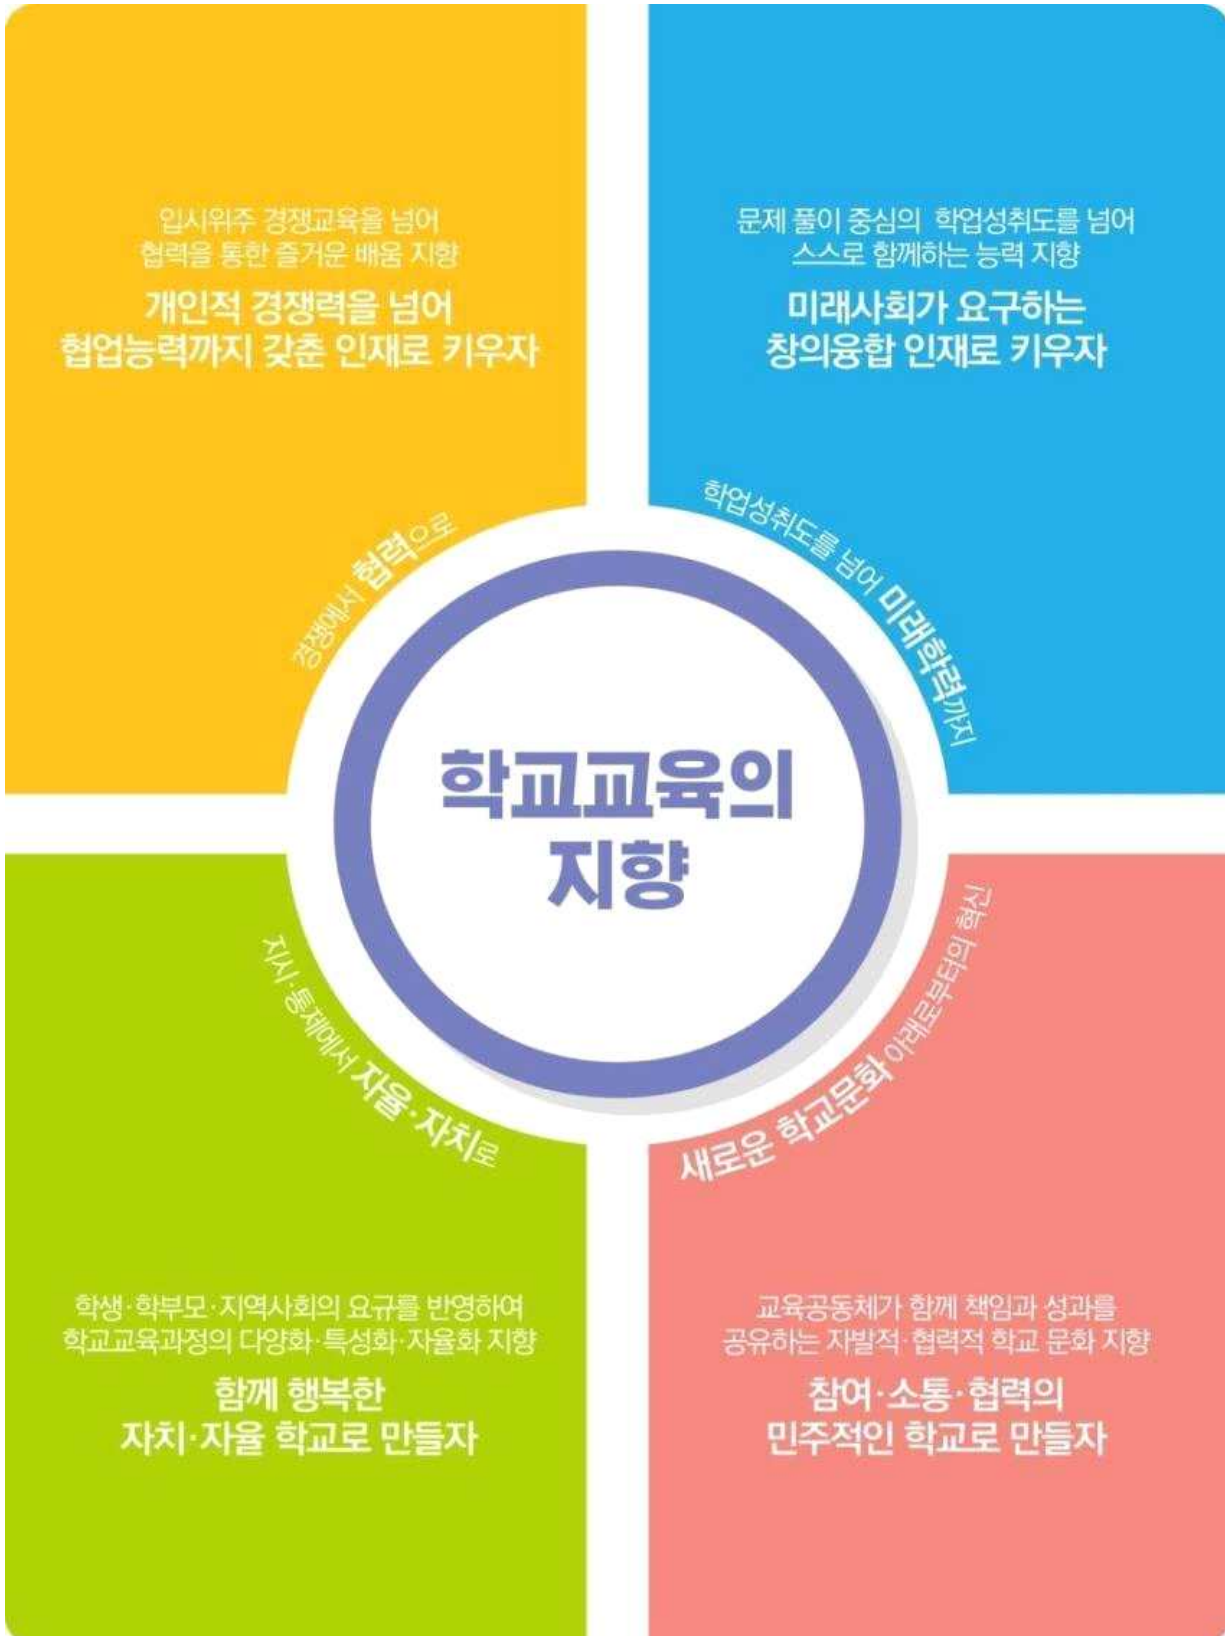 입시위주 경쟁교육을 넘어
협력을 통한 즐거운 배움 지향
개인적 경쟁력을 넘어
협업능력까지 갖춘 인재로 키우자
경쟁에서 협력으로
문제 풀이 중심의 학업성취도를 넘어
스스로 함께하는 능력 지향
미래사회가 요구하는
창의융합 인재로 키우자
학업성취도를 넘어 미래학력까지
학교교육의
지향
지시·통제에서 자율·자치로
학생·학부모·지역사회의 요규를 반영하여
학교교육과정의 다양화·특성화·자율화 지향
함께 행복한
자치·자율 학교로 만들자
새로운 학교문화 아래로부터의 혁신
교육공동체가 함께 책임과 성과를
공유하는 자발적·협력적 학교 문화 지향
참여·소통·협력의
민주적인 학교로 만들자